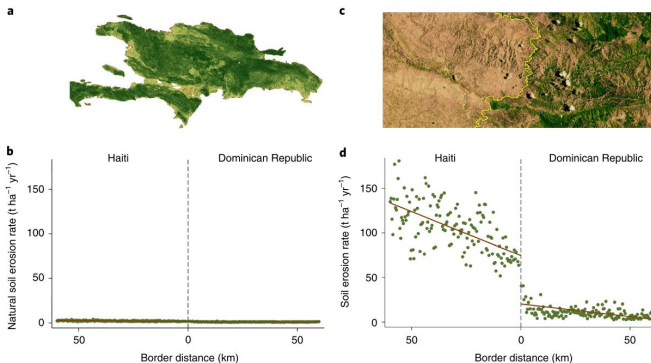 a
c
b
Haiti Dominican Republic
Natural soil erosion rate (t ha⁻¹ yr⁻¹)
150
100
50
0
50 0 50
Border distance (km)
d
Haiti Dominican Republic
Soil erosion rate (t ha⁻¹ yr⁻¹)
150
100
50
0
50 0 50
Border distance (km)